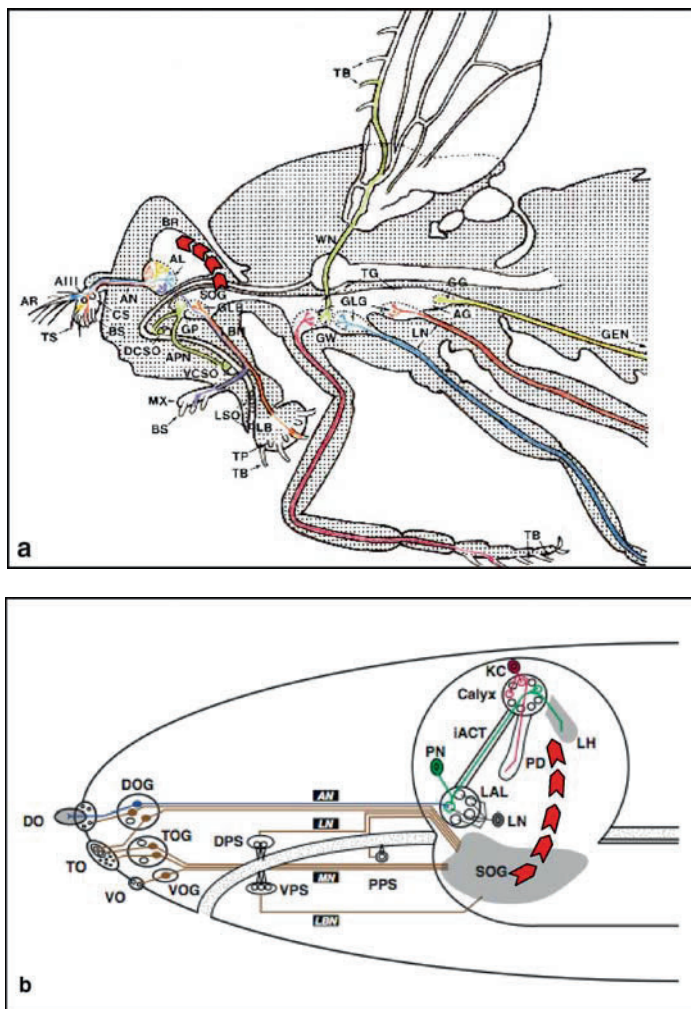 TB
WN
BR
AL
AIII
AR
AN
TS
CS
BS
DCSO
SOG
GP
APN
VCSO
MX
BS
LSO
LB
TP
TB
TG
GLG
GW
GG
AG
LN
GEN
TB
a
KC
Calyx
iACT
LH
PN
PD
LAL
LN
DOG
DO
AN
LN
TOG
DPS
TO
MN
VO
VOG
VPS
PPS
SOG
LBN
b